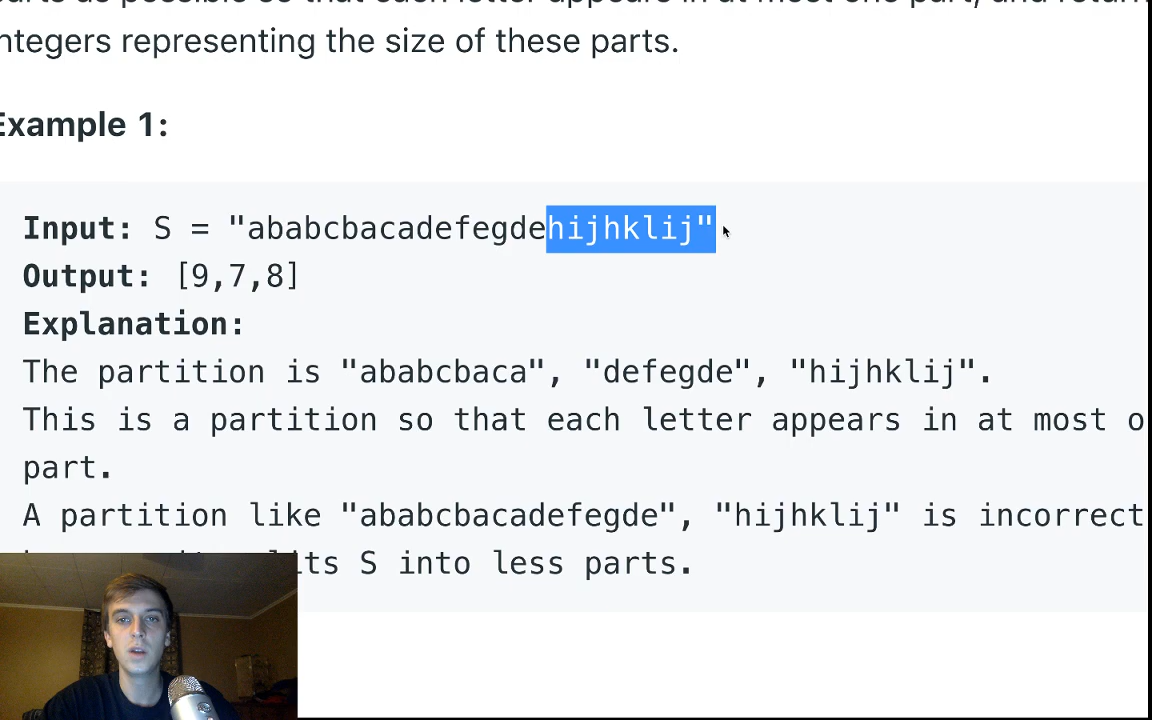 integers representing the size of these parts.
Example 1:
Input: S = "ababcbacadefegdehijhklij"
Output: [9,7,8]
Explanation:
The partition is "ababcbaca", "defegde", "hijhklij".
This is a partition so that each letter appears in at most o
part.
A partition like "ababcbacadefegde", "hijhklij" is incorrect
S into less parts.